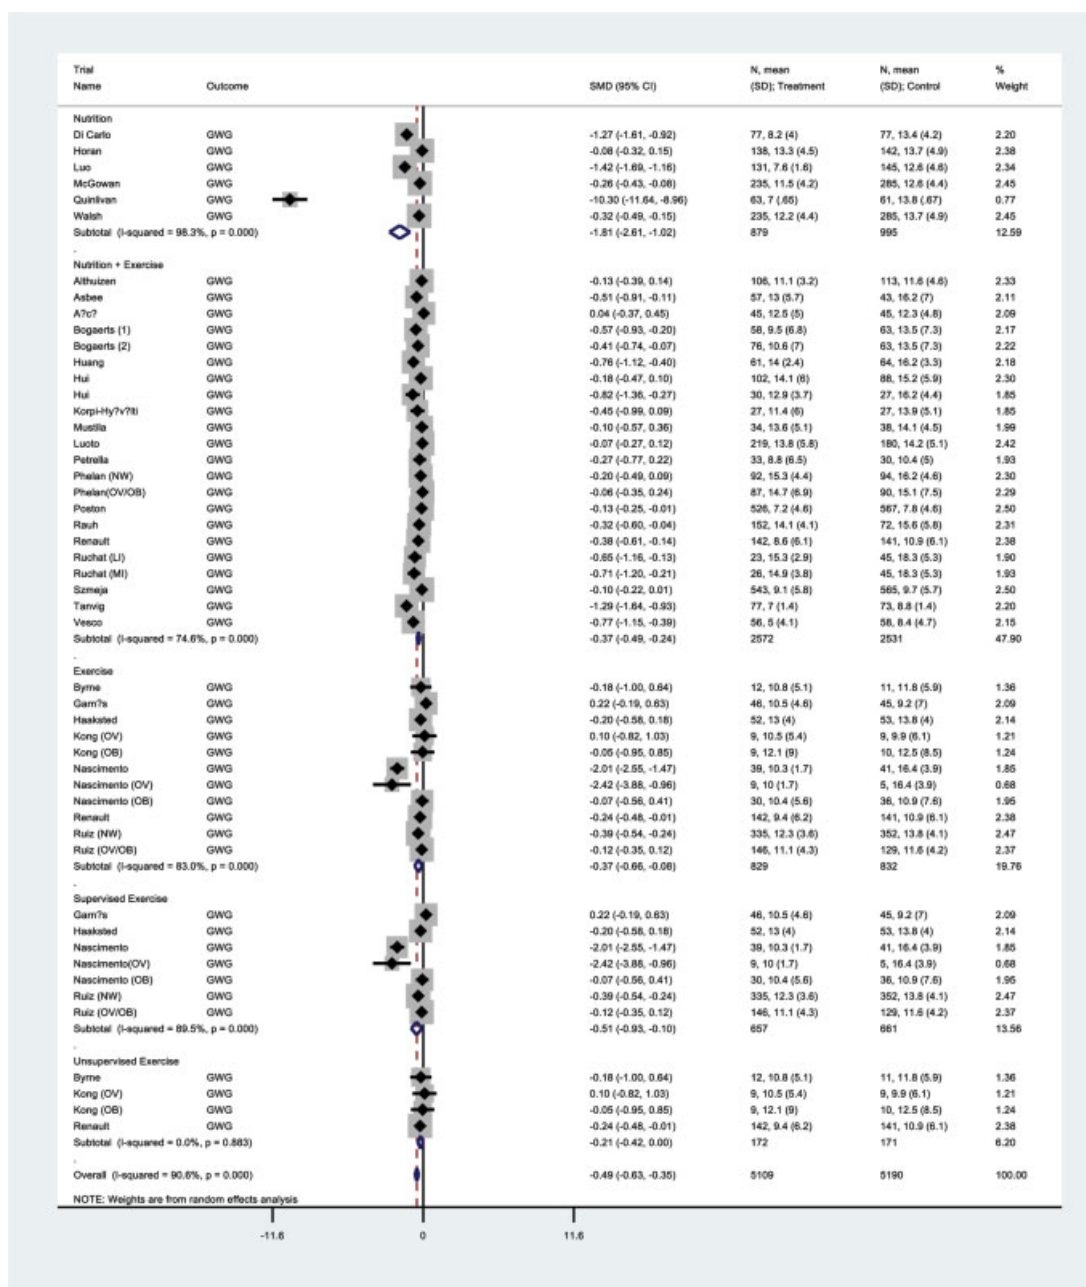 Trial N, mean N, mean %
Name Outcome SMD (95% CI) (SD); Treatment (SD); Control Weight
Nutrition
Di Carlo GWG -1.27 (-1.61, -0.92) 77, 8.2 (4) 77, 13.4 (4.2) 2.20
Horan GWG -0.08 (-0.32, 0.15) 138, 13.3 (4.5) 142, 13.7 (4.9) 2.38
Luo GWG -1.42 (-1.69, -1.16) 131, 7.6 (1.6) 145, 12.6 (4.6) 2.34
McGowan GWG -0.26 (-0.43, -0.08) 235, 11.5 (4.2) 285, 12.6 (4.4) 2.45
Quinlivan GWG -10.30 (-11.64, -8.96) 63, 7 (.65) 61, 13.8 (.67) 0.77
Walsh GWG -0.32 (-0.49, -0.15) 235, 12.2 (4.4) 285, 13.7 (4.9) 2.45
Subtotal (I-squared = 98.3%, p = 0.000) -1.81 (-2.61, -1.02) 879 995 12.59
.
Nutrition + Exercise
Althuizen GWG -0.13 (-0.39, 0.14) 106, 11.1 (3.2) 113, 11.6 (4.6) 2.33
Asbee GWG -0.51 (-0.91, -0.11) 57, 13 (5.7) 43, 16.2 (7) 2.11
A?c? GWG 0.04 (-0.37, 0.45) 45, 12.5 (5) 45, 12.3 (4.8) 2.09
Bogaerts (1) GWG -0.57 (-0.93, -0.20) 58, 9.5 (6.8) 63, 13.5 (7.3) 2.17
Bogaerts (2) GWG -0.41 (-0.74, -0.07) 76, 10.6 (7) 63, 13.5 (7.3) 2.22
Huang GWG -0.76 (-1.12, -0.40) 61, 14 (2.4) 64, 16.2 (3.3) 2.18
Hui GWG -0.18 (-0.47, 0.10) 102, 14.1 (6) 88, 15.2 (5.9) 2.30
Hui GWG -0.82 (-1.36, -0.27) 30, 12.9 (3.7) 27, 16.2 (4.4) 1.85
Korpi-Hy?v?lti GWG -0.45 (-0.99, 0.09) 27, 11.4 (6) 27, 13.9 (5.1) 1.85
Mustila GWG -0.10 (-0.57, 0.36) 34, 13.6 (5.1) 38, 14.1 (4.5) 1.99
Luoto GWG -0.07 (-0.27, 0.12) 219, 13.8 (5.8) 180, 14.2 (5.1) 2.42
Petrella GWG -0.27 (-0.77, 0.22) 33, 8.8 (6.5) 30, 10.4 (5) 1.93
Phelan (NW) GWG -0.20 (-0.49, 0.09) 92, 15.3 (4.4) 94, 16.2 (4.6) 2.30
Phelan(OV/OB) GWG -0.06 (-0.35, 0.24) 87, 14.7 (6.9) 90, 15.1 (7.5) 2.29
Poston GWG -0.13 (-0.25, -0.01) 526, 7.2 (4.6) 567, 7.8 (4.6) 2.50
Rauh GWG -0.32 (-0.60, -0.04) 152, 14.1 (4.1) 72, 15.6 (5.8) 2.31
Renault GWG -0.38 (-0.61, -0.14) 142, 8.6 (6.1) 141, 10.9 (6.1) 2.38
Ruchat (LI) GWG -0.65 (-1.16, -0.13) 23, 15.3 (2.9) 45, 18.3 (5.3) 1.90
Ruchat (MI) GWG -0.71 (-1.20, -0.21) 26, 14.9 (3.8) 45, 18.3 (5.3) 1.93
Szmeja GWG -0.10 (-0.22, 0.01) 543, 9.1 (5.8) 565, 9.7 (5.7) 2.50
Tanvig GWG -1.29 (-1.64, -0.93) 77, 7 (1.4) 73, 8.8 (1.4) 2.20
Vesco GWG -0.77 (-1.15, -0.39) 56, 5 (4.1) 58, 8.4 (4.7) 2.15
Subtotal (I-squared = 74.6%, p = 0.000) -0.37 (-0.49, -0.24) 2572 2531 47.90
.
Exercise
Byrne GWG -0.18 (-1.00, 0.64) 12, 10.8 (5.1) 11, 11.8 (5.9) 1.36
Garn?s GWG 0.22 (-0.19, 0.63) 46, 10.5 (4.6) 45, 9.2 (7) 2.09
Haaksted GWG -0.20 (-0.58, 0.18) 52, 13 (4) 53, 13.8 (4) 2.14
Kong (OV) GWG 0.10 (-0.82, 1.03) 9, 10.5 (5.4) 9, 9.9 (6.1) 1.21
Kong (OB) GWG -0.05 (-0.95, 0.85) 9, 12.1 (9) 10, 12.5 (8.5) 1.24
Nascimento GWG -2.01 (-2.55, -1.47) 39, 10.3 (1.7) 41, 16.4 (3.9) 1.85
Nascimento (OV) GWG -2.42 (-3.88, -0.96) 9, 10 (1.7) 5, 16.4 (3.9) 0.68
Nascimento (OB) GWG -0.07 (-0.56, 0.41) 30, 10.4 (5.6) 36, 10.9 (7.6) 1.95
Renault GWG -0.24 (-0.48, -0.01) 142, 9.4 (6.2) 141, 10.9 (6.1) 2.38
Ruiz (NW) GWG -0.39 (-0.54, -0.24) 335, 12.3 (3.6) 352, 13.8 (4.1) 2.47
Ruiz (OV/OB) GWG -0.12 (-0.35, 0.12) 146, 11.1 (4.3) 129, 11.6 (4.2) 2.37
Subtotal (I-squared = 83.0%, p = 0.000) -0.37 (-0.66, -0.08) 829 832 19.76
.
Supervised Exercise
Garn?s GWG 0.22 (-0.19, 0.63) 46, 10.5 (4.6) 45, 9.2 (7) 2.09
Haaksted GWG -0.20 (-0.58, 0.18) 52, 13 (4) 53, 13.8 (4) 2.14
Nascimento GWG -2.01 (-2.55, -1.47) 39, 10.3 (1.7) 41, 16.4 (3.9) 1.85
Nascimento(OV) GWG -2.42 (-3.88, -0.96) 9, 10 (1.7) 5, 16.4 (3.9) 0.68
Nascimento (OB) GWG -0.07 (-0.56, 0.41) 30, 10.4 (5.6) 36, 10.9 (7.6) 1.95
Ruiz (NW) GWG -0.39 (-0.54, -0.24) 335, 12.3 (3.6) 352, 13.8 (4.1) 2.47
Ruiz (OV/OB) GWG -0.12 (-0.35, 0.12) 146, 11.1 (4.3) 129, 11.6 (4.2) 2.37
Subtotal (I-squared = 89.5%, p = 0.000) -0.51 (-0.93, -0.10) 657 661 13.56
.
Unsupervised Exercise
Byrne GWG -0.18 (-1.00, 0.64) 12, 10.8 (5.1) 11, 11.8 (5.9) 1.36
Kong (OV) GWG 0.10 (-0.82, 1.03) 9, 10.5 (5.4) 9, 9.9 (6.1) 1.21
Kong (OB) GWG -0.05 (-0.95, 0.85) 9, 12.1 (9) 10, 12.5 (8.5) 1.24
Renault GWG -0.24 (-0.48, -0.01) 142, 9.4 (6.2) 141, 10.9 (6.1) 2.38
Subtotal (I-squared = 0.0%, p = 0.883) -0.21 (-0.42, 0.00) 172 171 6.20
.
Overall (I-squared = 90.6%, p = 0.000) -0.49 (-0.63, -0.35) 5109 5190 100.00
NOTE: Weights are from random effects analysis
-11.6 0 11.6